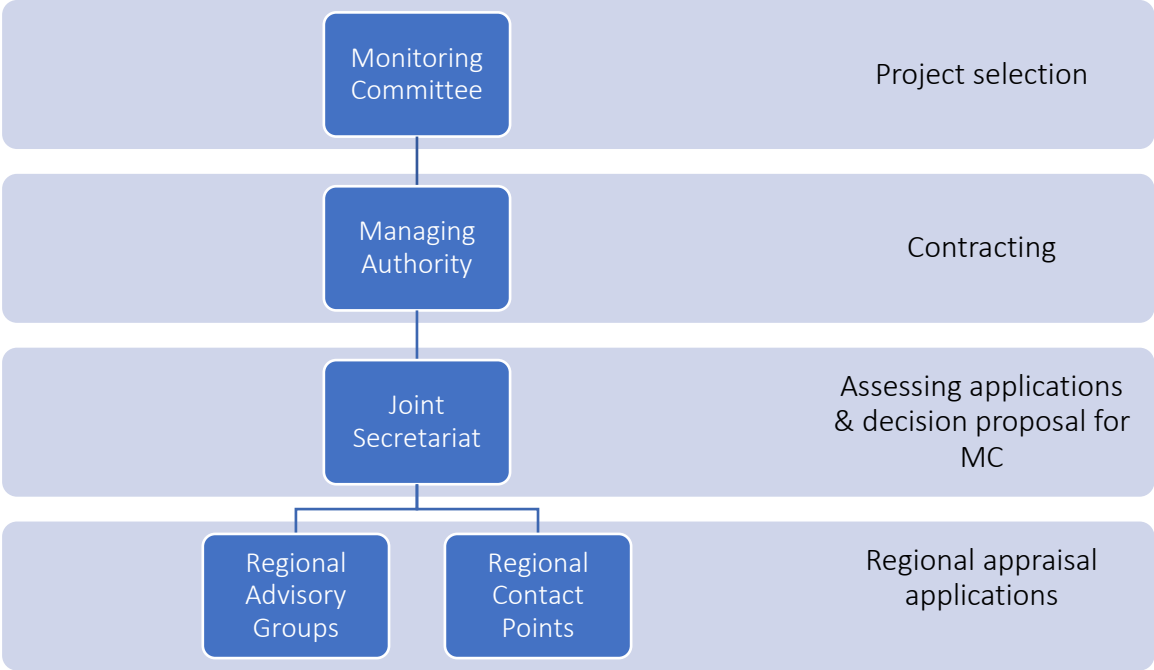 Monitoring
Committee
Project selection
Managing
Authority
Contracting
Joint
Secretariat
Assessing applications
& decision proposal for
MC
Regional
Advisory
Groups
Regional
Contact
Points
Regional appraisal
applications